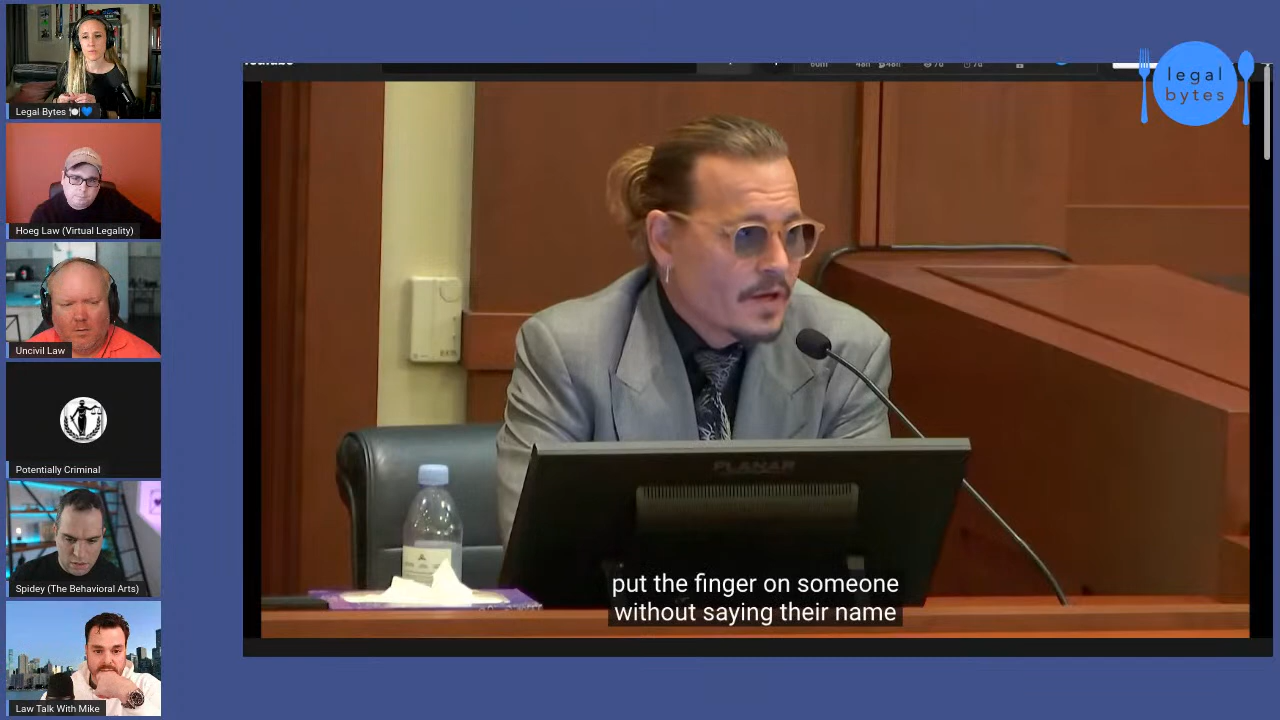 Legal Bytes
Hoeg Law (Virtual Legality)
Uncivil Law
Potentially Criminal
Spidey (The Behavioral Arts)
Law Talk With Mike
legal
bytes
PLANAR
put the finger on someone
without saying their name